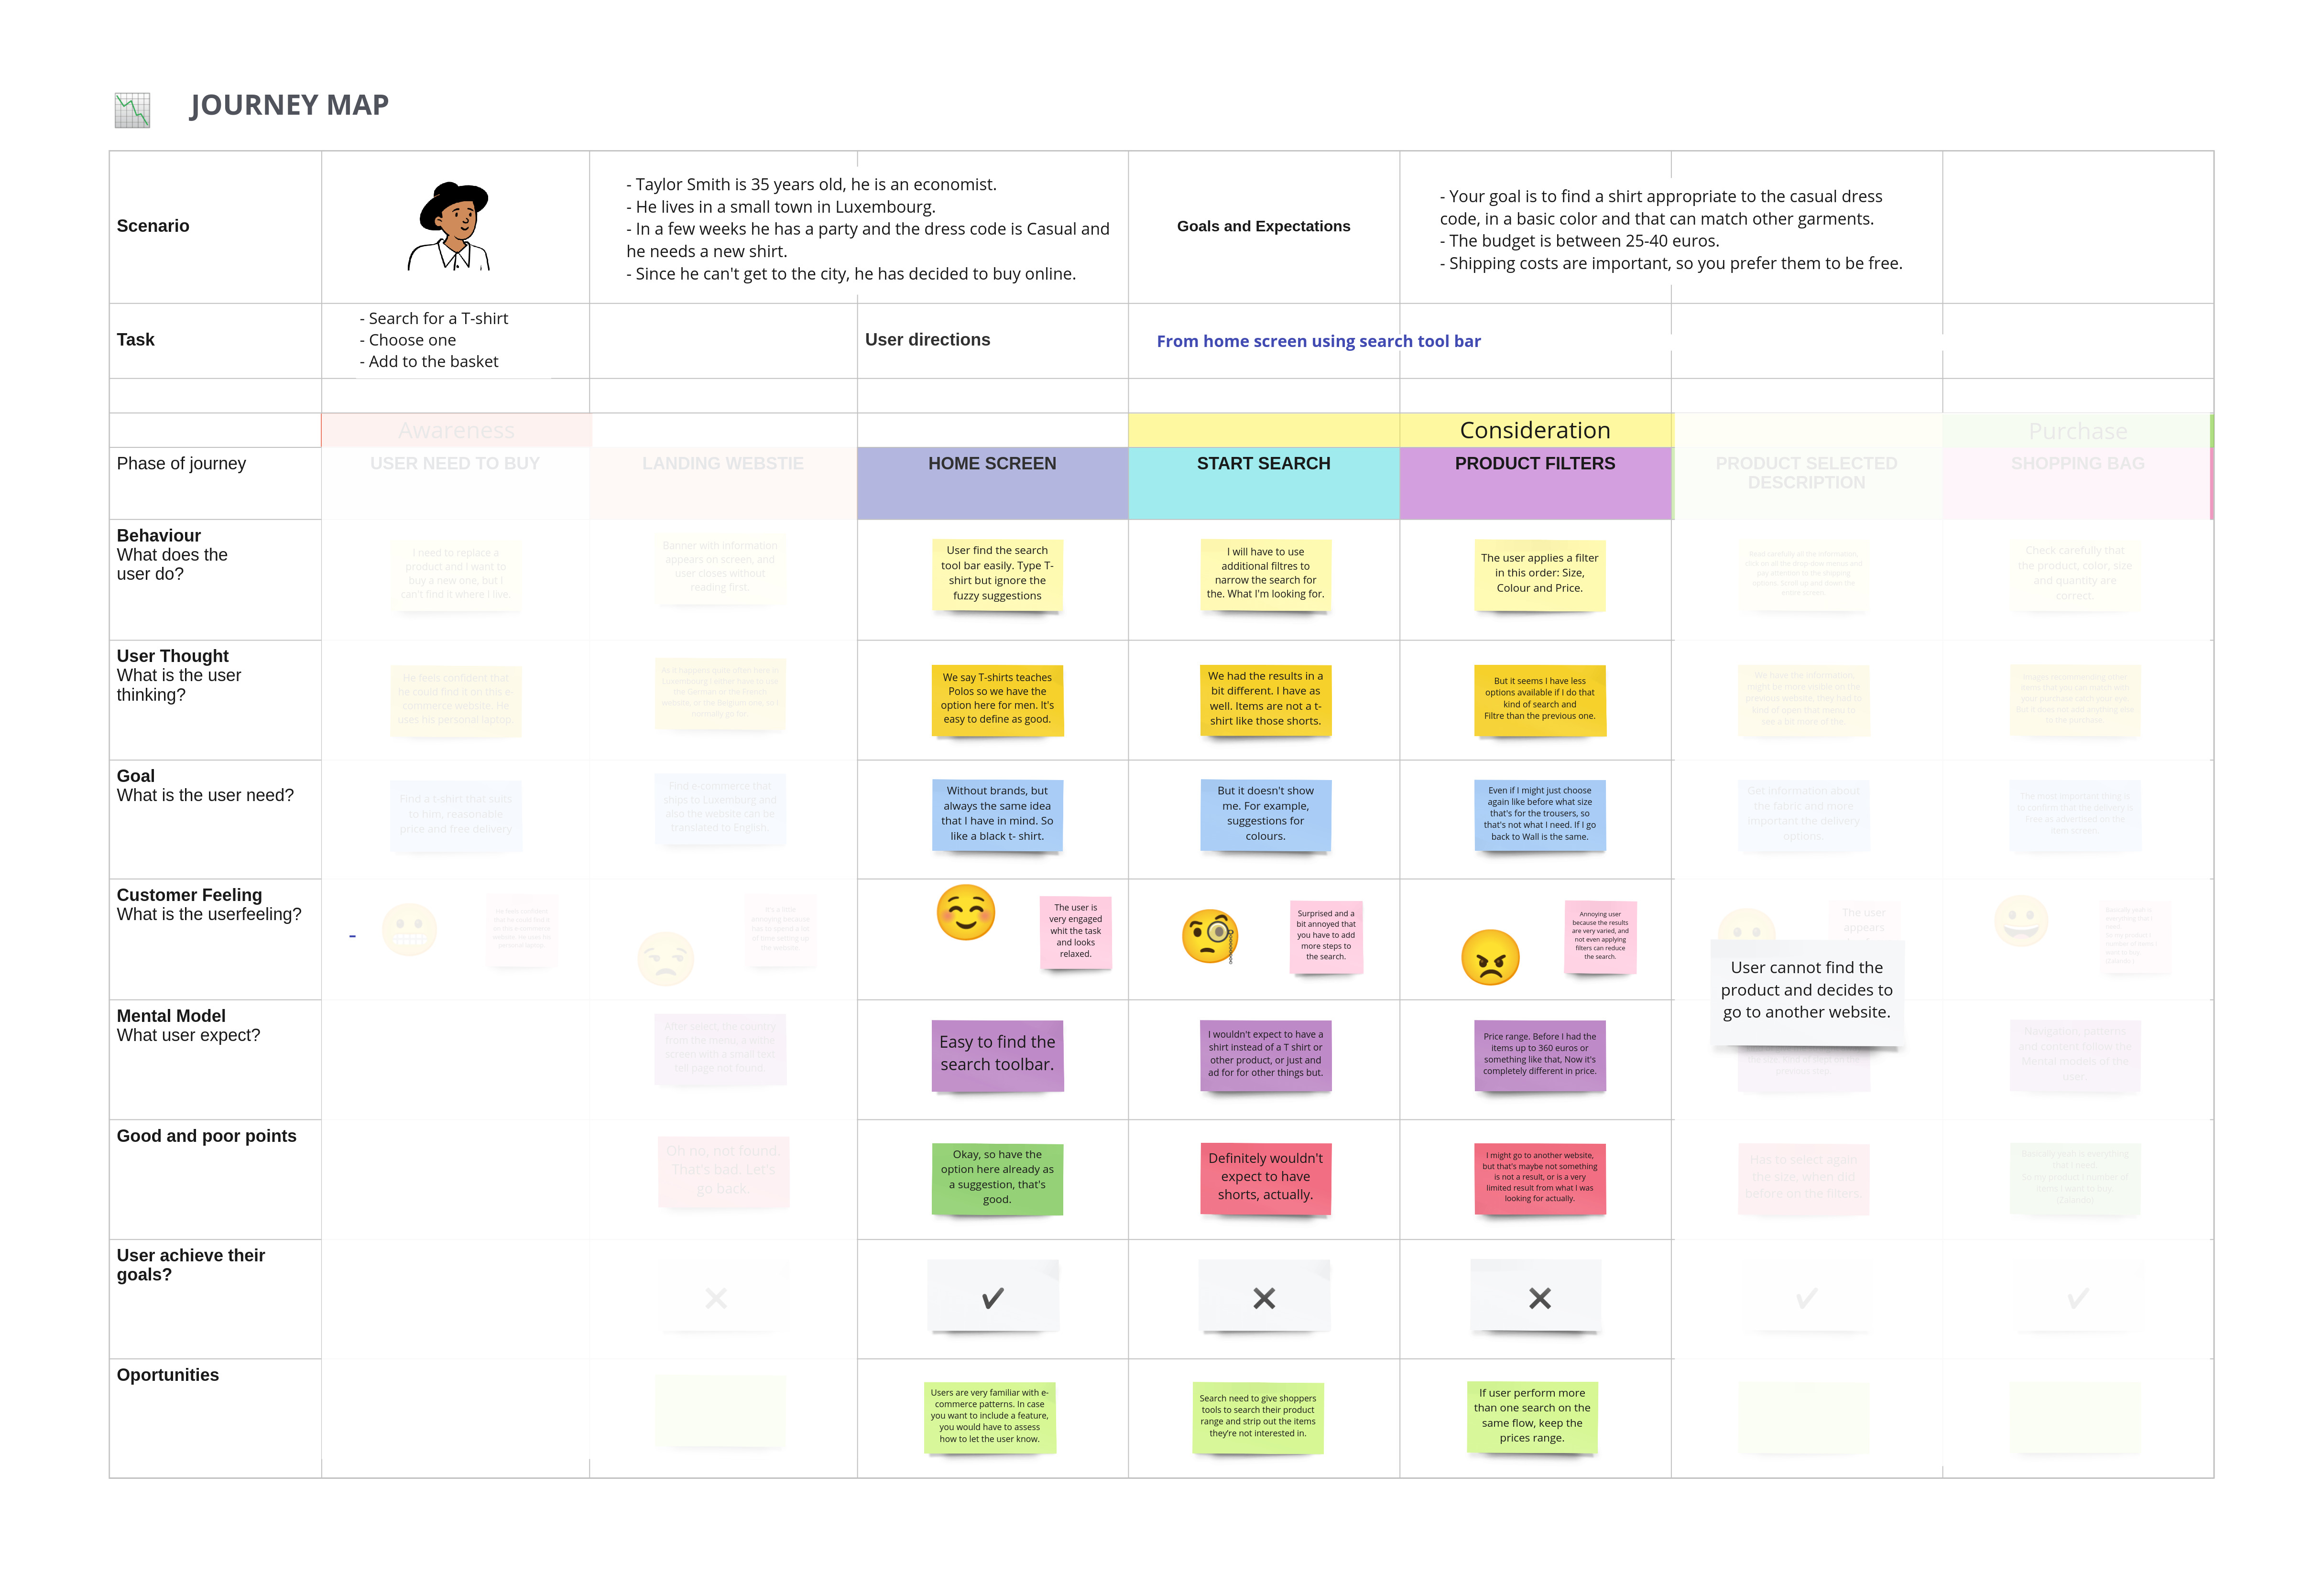 JOURNEY MAP
Scenario
- Taylor Smith is 35 years old, he is an economist.
- He lives in a small town in Luxembourg.
- In a few weeks he has a party and the dress code is Casual and
he needs a new shirt.
- Since he can't get to the city, he has decided to buy online.
Goals and Expectations
- Your goal is to find a shirt appropriate to the casual dress
code, in a basic color and that can match other garments.
- The budget is between 25-40 euros.
- Shipping costs are important, so you prefer them to be free.
Task
- Search for a T-shirt
- Choose one
- Add to the basket
User directions
From home screen using search tool bar
Awareness
Consideration
Purchase
Phase of journey
USER NEED TO BUY
LANDING WEBSTIE
HOME SCREEN
START SEARCH
PRODUCT FILTERS
PRODUCT SELECTED
DESCRIPTION
SHOPPING BAG
Behaviour
What does the
user do?
I need to replace a
product and I want to
buy a new one, but I
can't find it where I live.
Banner with information
appears on screen, and
user closes without
reading first.
User find the search
tool bar easily. Type T-
shirt but ignore the
fuzzy suggestions
I will have to use
additional filtres to
narrow the search for
the. What I'm looking for.
The user applies a filter
in this order: Size,
Colour and Price.
Check carefully that
the product, color, size
and quantity are
correct.
User Thought
What is the user
thinking?
He feels confident that
he could find it on this e-
commerce website. He
uses his personal laptop.
We say T-shirts teaches
Polos so we have the
option here for men. It's
easy to define as good.
We had the results in a
bit different. I have as
well. Items are not a t-
shirt like those shorts.
But it seems I have less
options available if I do that
kind of search and
Filtre than the previous one.
Goal
What is the user need?
Find a t-shirt that suits
to him, reasonable
price and free delivery
Find e-commerce that
ships to Luxemburg and
also the website can be
translated to English.
Without brands, but
always the same idea
that I have in mind. So
like a black t- shirt.
But it doesn't show
me. For example,
suggestions for
colours.
Even if I might just choose
again like before what size
that's for the trousers, so
that's not what I need. If I go
back to Wall is the same.
Get information about
the fabric and more
important the delivery
options.
The most important thing is
to confirm that the delivery is
Free as advertised on the
item screen.
Customer Feeling
What is the userfeeling?
-
The user is
very engaged
whit the task
and looks
relaxed.
Surprised and a
bit annoyed that
you have to add
more steps to
the search.
Annoying user
because the results
are very varied, and
not even applying
filters can reduce
the search.
The user
appears
User cannot find the
product and decides to
go to another website.
Mental Model
What user expect?
After select, the country
from the menu, a white
screen with a small text
tell page not found.
Easy to find the
search toolbar.
I wouldn't expect to have a
shirt instead of a T shirt or
other product, or just and
ad for for other things but.
Price range. Before I had the
items up to 360 euros or
something like that, Now it's
completely different in price.
previous step.
Navigation, patterns
and content follow the
Mental models of the
user.
Good and poor points
Oh no, not found.
That's bad. Let's
go back.
Okay, so have the
option here already as
a suggestion, that's
good.
Definitely wouldn't
expect to have
shorts, actually.
I might go to another website,
but that's maybe not something
is not a result, or is a very
limited result from what I was
looking for actually.
Has to select again
the size, when did
before on the filters.
User achieve their
goals?
Oportunities
Users are very familiar with e-
commerce patterns. In case
you want to include a feature,
you would have to assess
how to let the user know.
Search need to give shoppers
tools to search their product
range and strip out the items
they're not interested in.
If user perform more
than one search on the
same flow, keep the
prices range.